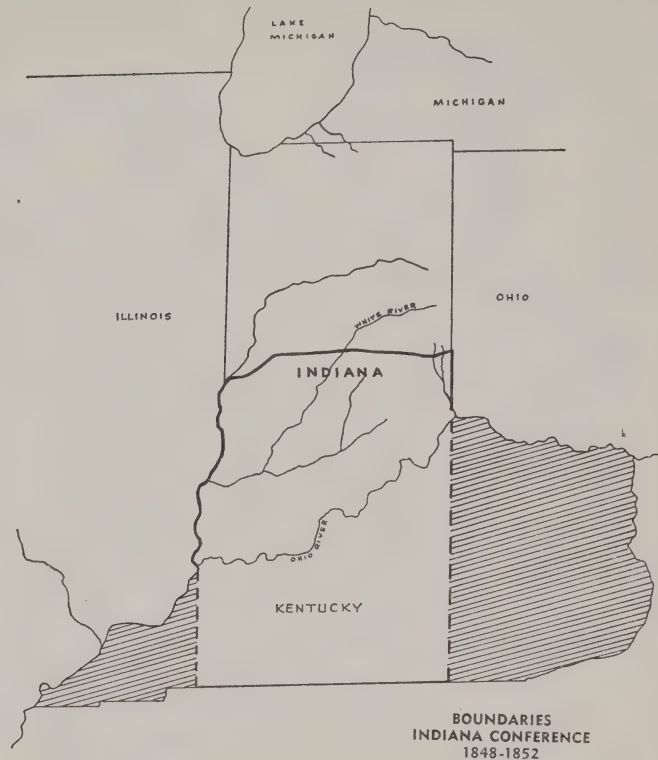 LAKE
MICHIGAN
MICHIGAN
ILLINOIS
OHIO
WHITE RIVER
INDIANA
OHIO RIVER
KENTUCKY
BOUNDARIES
INDIANA CONFERENCE
1848-1852